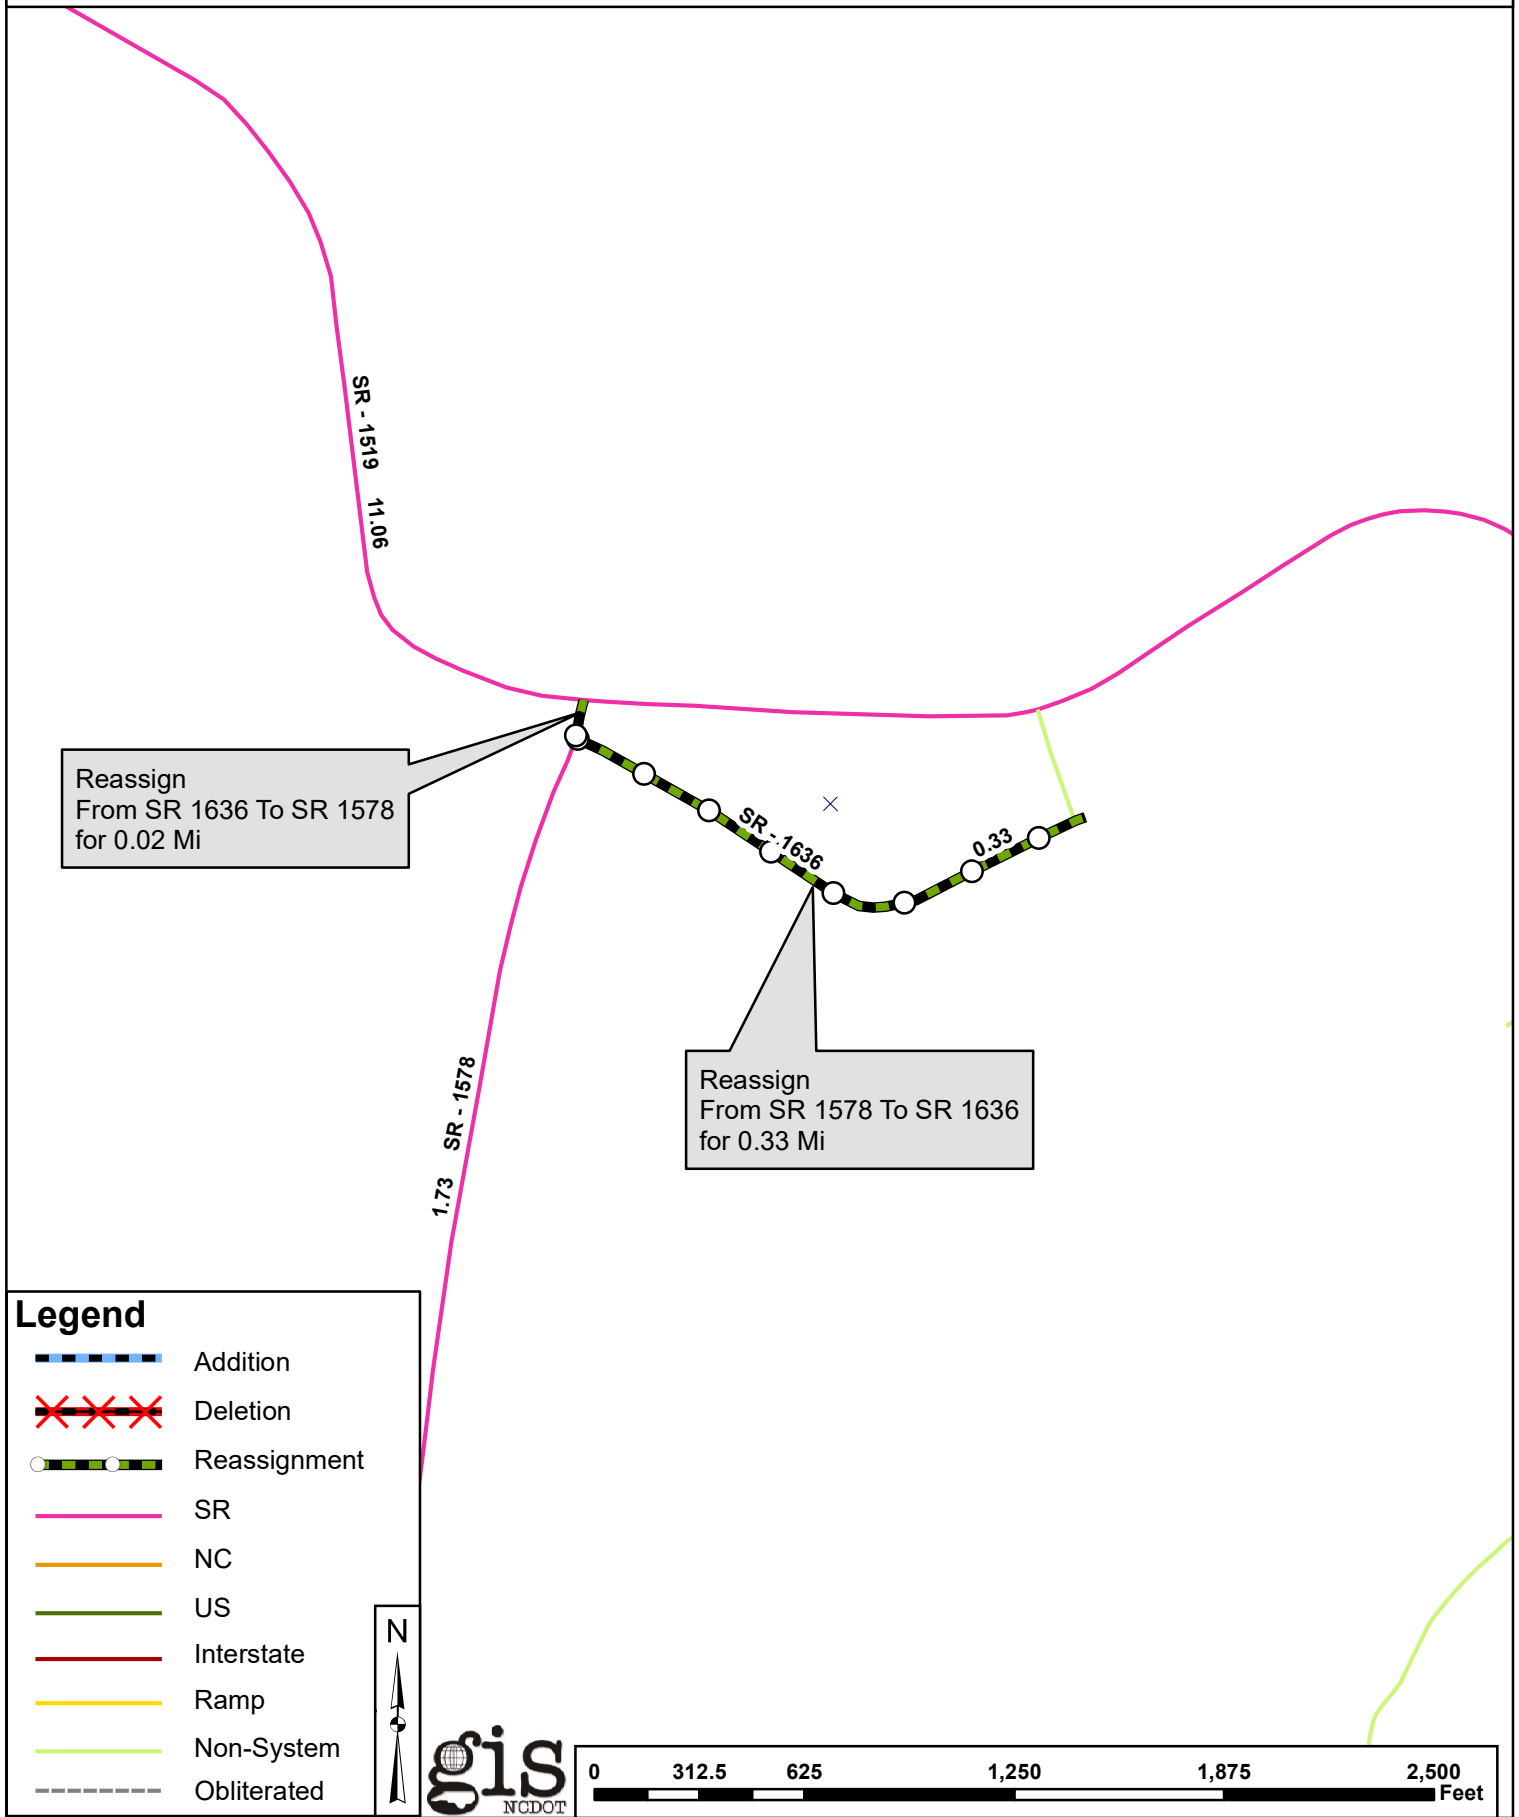 SR - 1519 11.06
Reassign
From SR 1636 To SR 1578
for 0.02 Mi
SR - 1636
0.33
Reassign
From SR 1578 To SR 1636
for 0.33 Mi
1.73 SR - 1578
Legend
Addition
Deletion
Reassignment
SR
NC
US
Interstate
Ramp
Non-System
Obliterated
N
gis
NCDOT
0 312.5 625 1,250 1,875 2,500
Feet